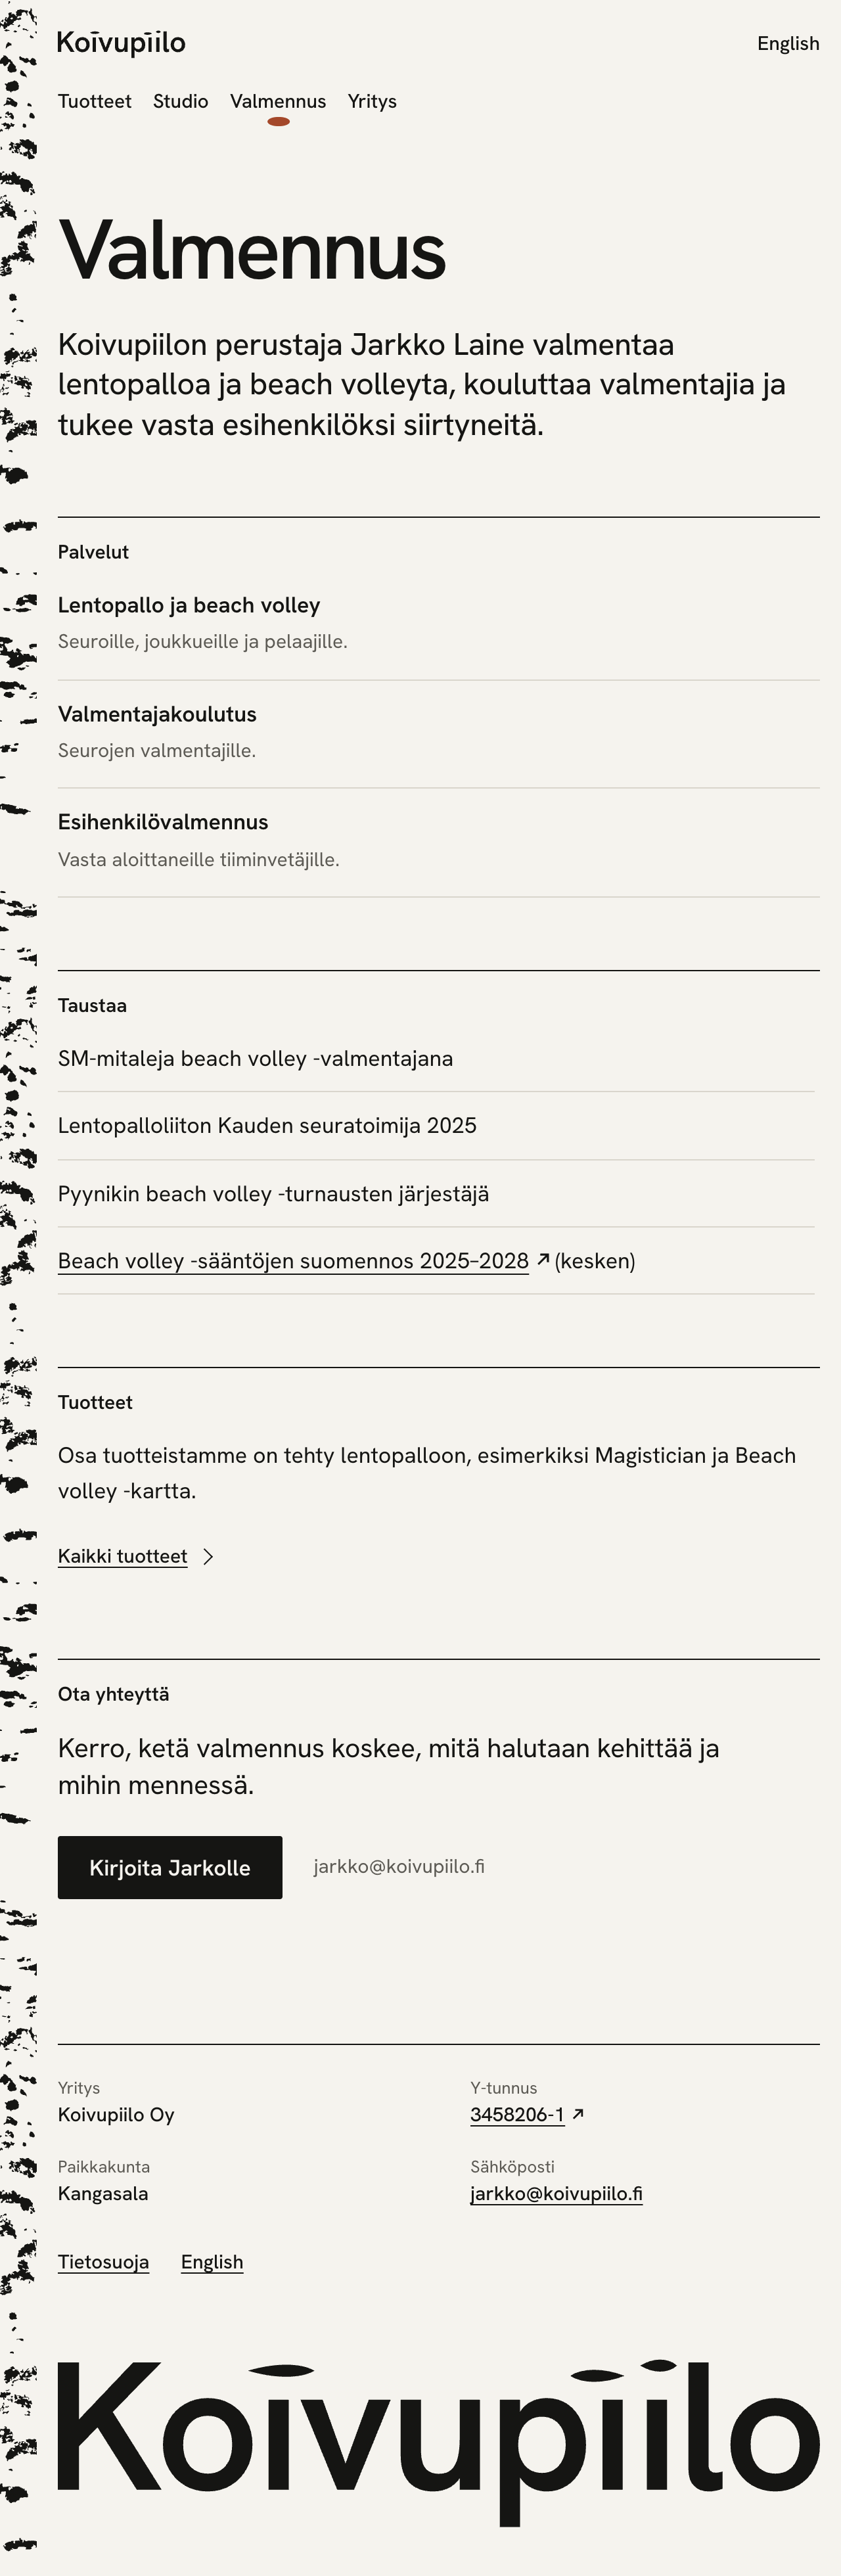 Koivupiilo
English
Tuotteet Studio Valmennus Yritys
Valmennus
Koivupiilon perustaja Jarkko Laine valmentaa
lentopalloa ja beach volleyta, kouluttaa valmentajia ja
tukee vasta esihenkilöksi siirtyneitä.
Palvelut
Lentopallo ja beach volley
Seuroille, joukkueille ja pelaajille.
Valmentajakoulutus
Seurojen valmentajille.
Esihenkilövalmennus
Vasta aloittaneille tiiminvetäjille.
Taustaa
SM-mitaleja beach volley -valmentajana
Lentopalloliiton Kauden seuratoimija 2025
Pyynikin beach volley -turnausten järjestäjä
Beach volley -sääntöjen suomennos 2025–2028 ↗ (kesken)
Tuotteet
Osa tuotteistamme on tehty lentopalloon, esimerkiksi Magistician ja Beach
volley -kartta.
Kaikki tuotteet
Ota yhteyttä
Kerro, ketä valmennus koskee, mitä halutaan kehittää ja
mihin mennessä.
Kirjoita Jarkolle
jarkko@koivupiilo.fi
Yritys
Koivupiilo Oy
Y-tunnus
3458206-1 ↗
Paikkakunta
Kangasala
Sähköposti
jarkko@koivupiilo.fi
Tietosuoja English
Koivupiilo